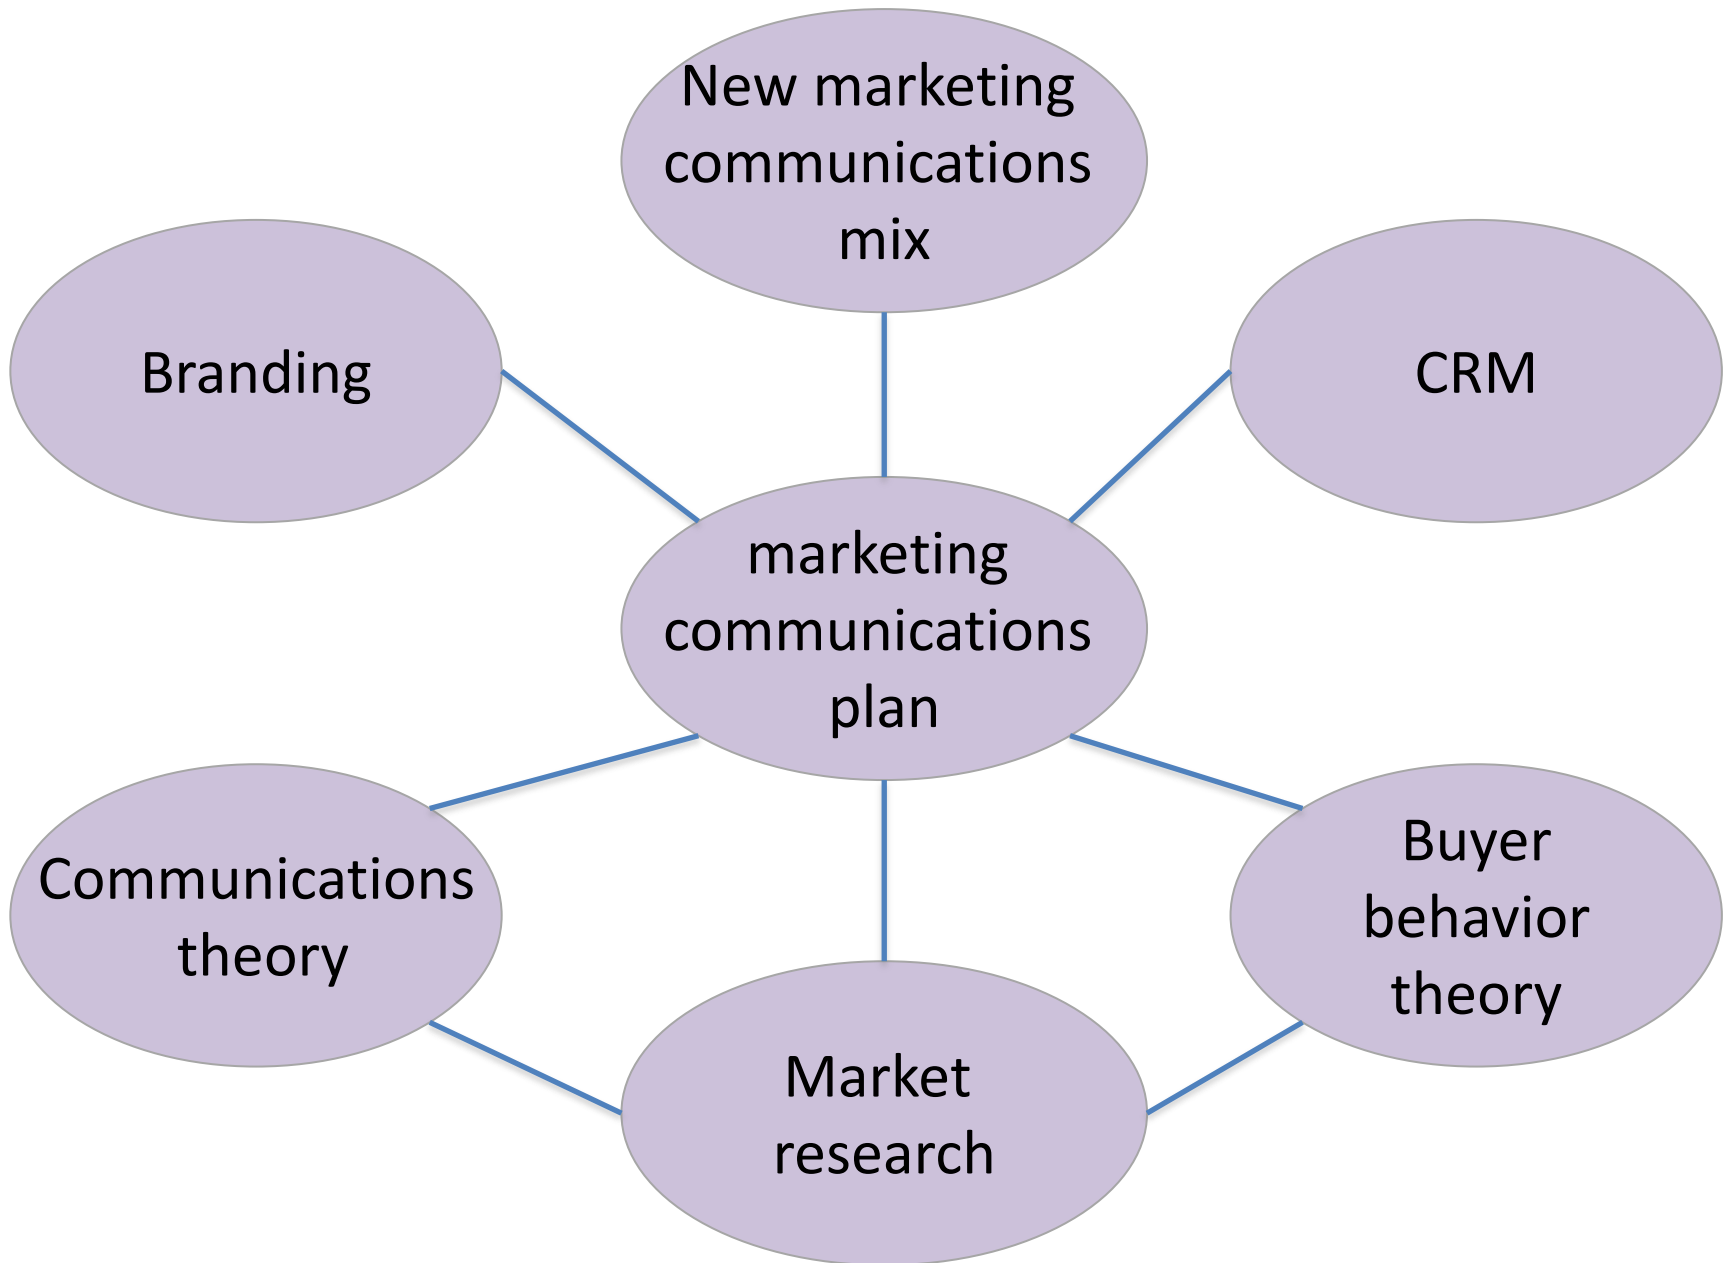 New marketing
communications
mix
Branding
CRM
marketing
communications
plan
Communications
theory
Buyer
behavior
theory
Market
research